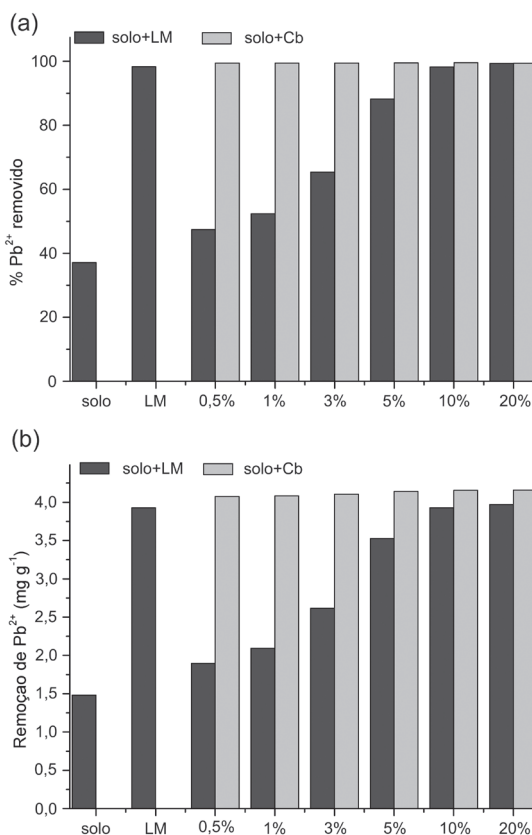 (a)
solo+LM solo+Cb
% Pb²⁺ removido
100
80
60
40
20
0
solo LM 0,5% 1% 3% 5% 10% 20%
(b)
solo+LM solo+Cb
Remoçao de Pb²⁺ (mg g⁻¹)
4,0
3,5
3,0
2,5
2,0
1,5
1,0
0,5
0,0
solo LM 0,5% 1% 3% 5% 10% 20%